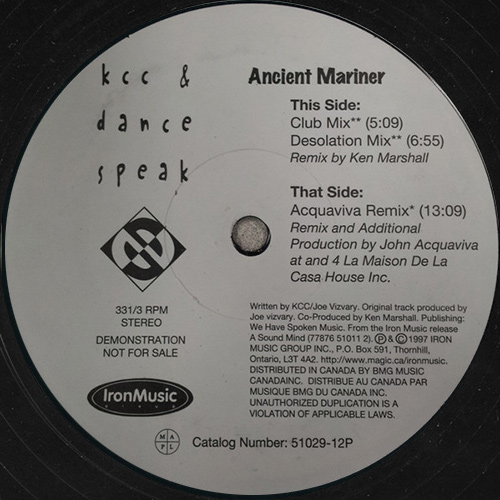 kcc &
dance
speak
Ancient Mariner
This Side:
Club Mix** (5:09)
Desolation Mix** (6:55)
Remix by Ken Marshall
That Side:
Acquaviva Remix* (13:09)
Remix and Additional
Production by John Acquaviva
at and 4 La Maison De La
Casa House Inc.
331/3 RPM
STEREO
DEMONSTRATION
NOT FOR SALE
Written by KCC/Joe Vizvary. Original track produced by
Joe vizvary. Co-Produced by Ken Marshall. Publishing:
We Have Spoken Music. From the Iron Music release
A Sound Mind (77876 51011 2). ℗ & ©1997 IRON
MUSIC GROUP INC., P.O. Box 591, Thornhill,
Ontario, L3T 4A2. http://www.magic.ca/ironmusic.
DISTRIBUTED IN CANADA BY BMG MUSIC
CANADAINC. DISTRIBUE AU CANADA PAR
MUSIQUE BMG DU CANADA INC.
UNAUTHORIZED DUPLICATION IS A
VIOLATION OF APPLICABLE LAWS.
IronMusic
MAPL
Catalog Number: 51029-12P